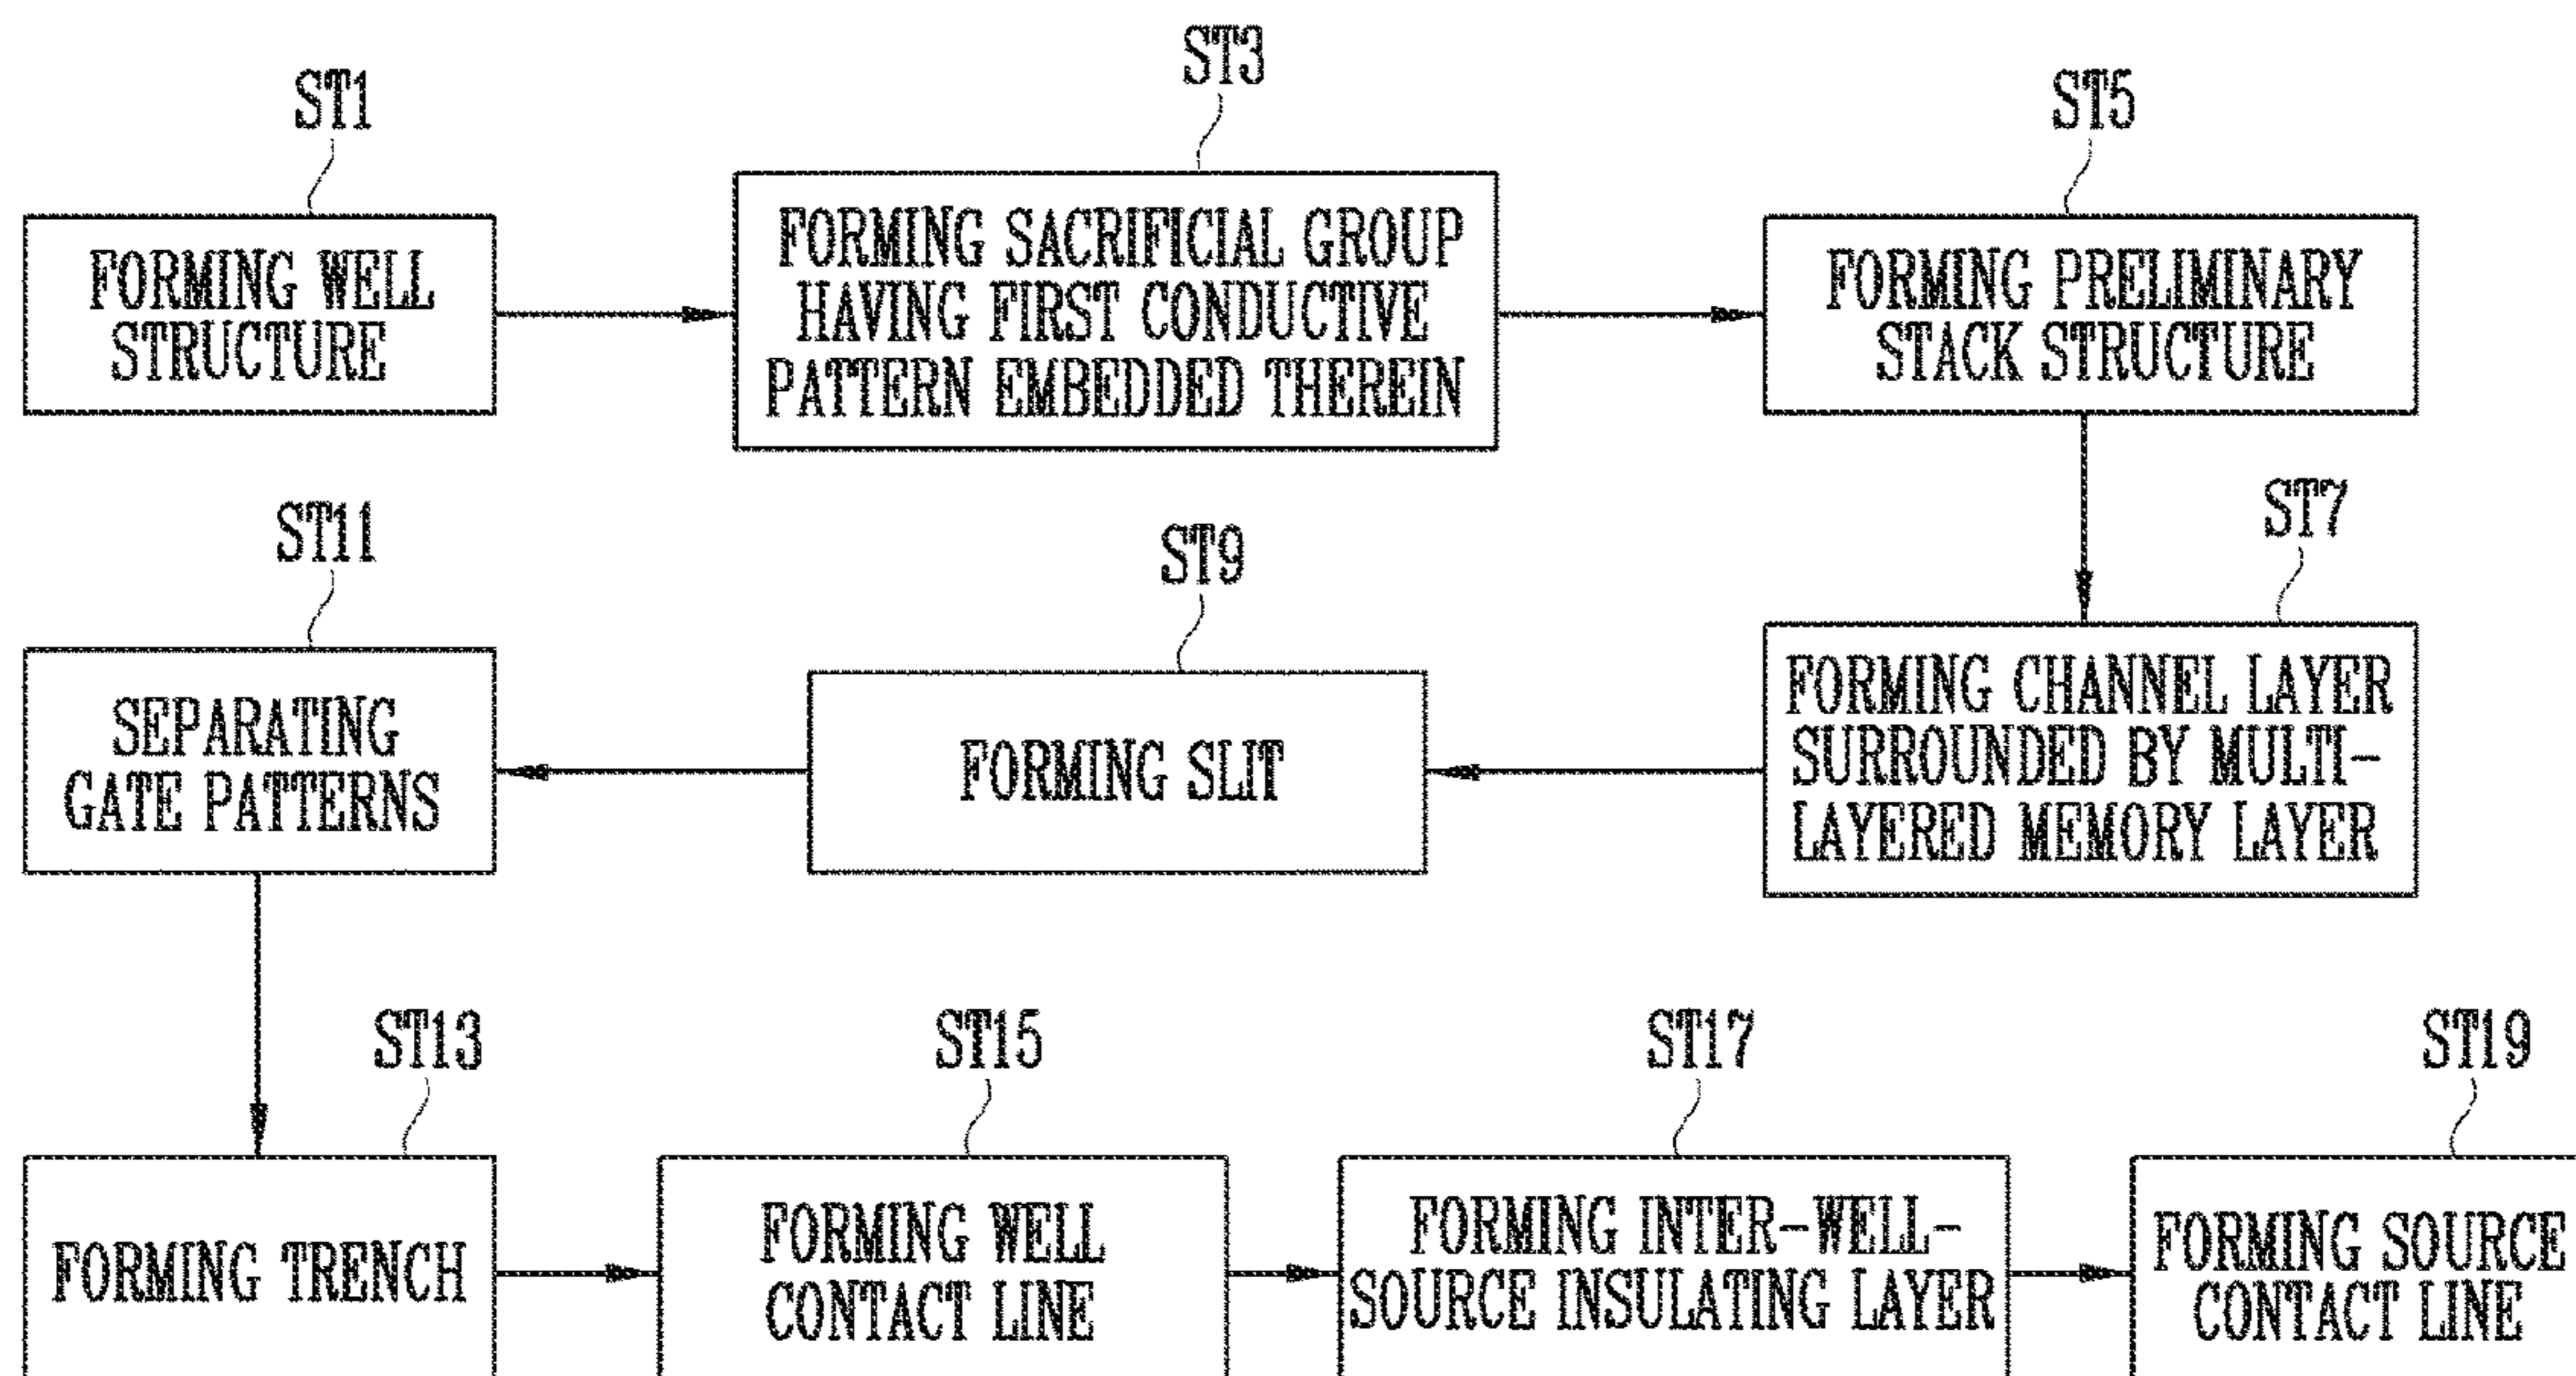 ST1
FORMING WELL
STRUCTURE
ST3
FORMING SACRIFICIAL GROUP
HAVING FIRST CONDUCTIVE
PATTERN EMBEDDED THEREIN
ST5
FORMING PRELIMINARY
STACK STRUCTURE
ST7
FORMING CHANNEL LAYER
SURROUNDED BY MULTI-
LAYERED MEMORY LAYER
ST9
FORMING SLIT
ST11
SEPARATING
GATE PATTERNS
ST13
FORMING TRENCH
ST15
FORMING WELL
CONTACT LINE
ST17
FORMING INTER-WELL-
SOURCE INSULATING LAYER
ST19
FORMING SOURCE
CONTACT LINE